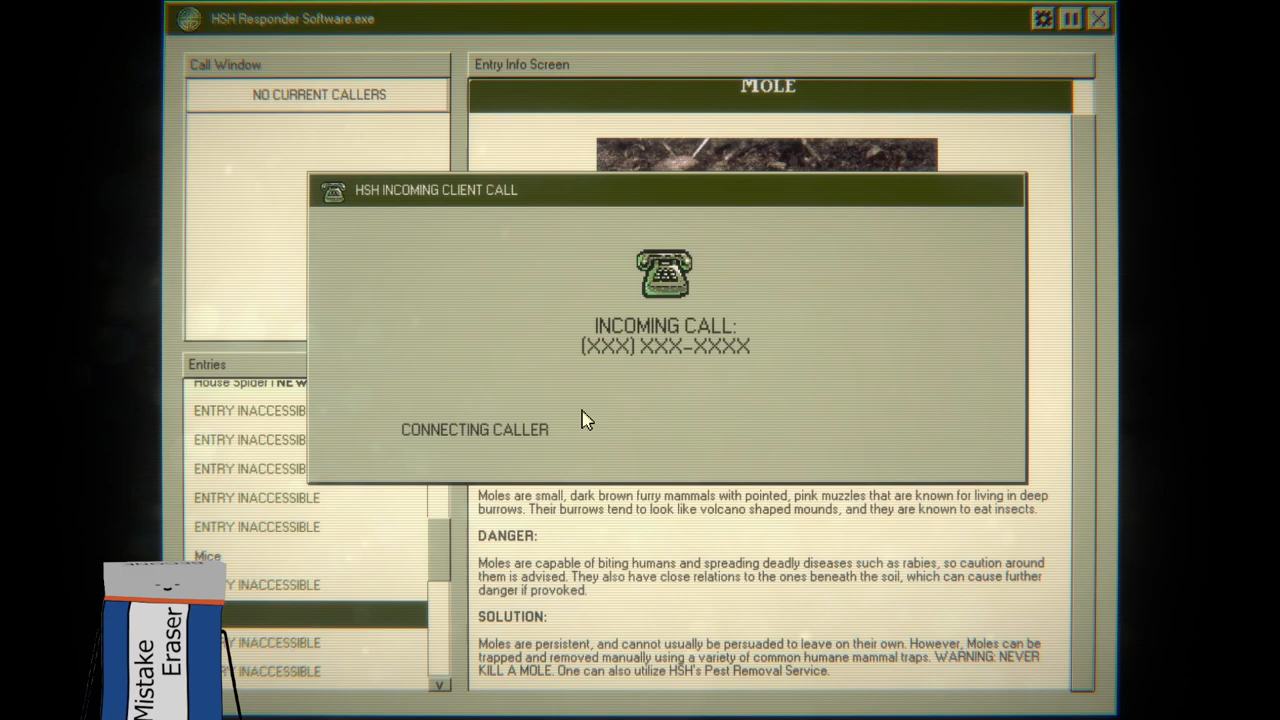 HSH Responder Software.exe
Call Window
NO CURRENT CALLERS
Entry Info Screen
MOLE
HSH INCOMING CLIENT CALL
INCOMING CALL:
(XXX) XXX-XXXX
CONNECTING CALLER
Entries
House Spider
ENTRY INACCESSIB
ENTRY INACCESSIB
ENTRY INACCESSIB
ENTRY INACCESSIBLE
ENTRY INACCESSIBLE
Mice
Y INACCESSIBLE
Y INACCESSIBLE
Y INACCESSIBLE
V
Moles are small, dark brown furry mammals with pointed, pink muzzles that are known for living in deep
burrows. Their burrows tend to look like volcano shaped mounds, and they are known to eat insects.
DANGER:
Moles are capable of biting humans and spreading deadly diseases such as rabies, so caution around
them is advised. They also have close relations to the ones beneath the soil, which can cause further
danger if provoked.
SOLUTION:
Moles are persistent, and cannot usually be persuaded to leave on their own. However, Moles can be
trapped and removed manually using a variety of common humane mammal traps. WARNING: NEVER
KILL A MOLE. One can also utilize HSH's Pest Removal Service.
Mistake
Eraser